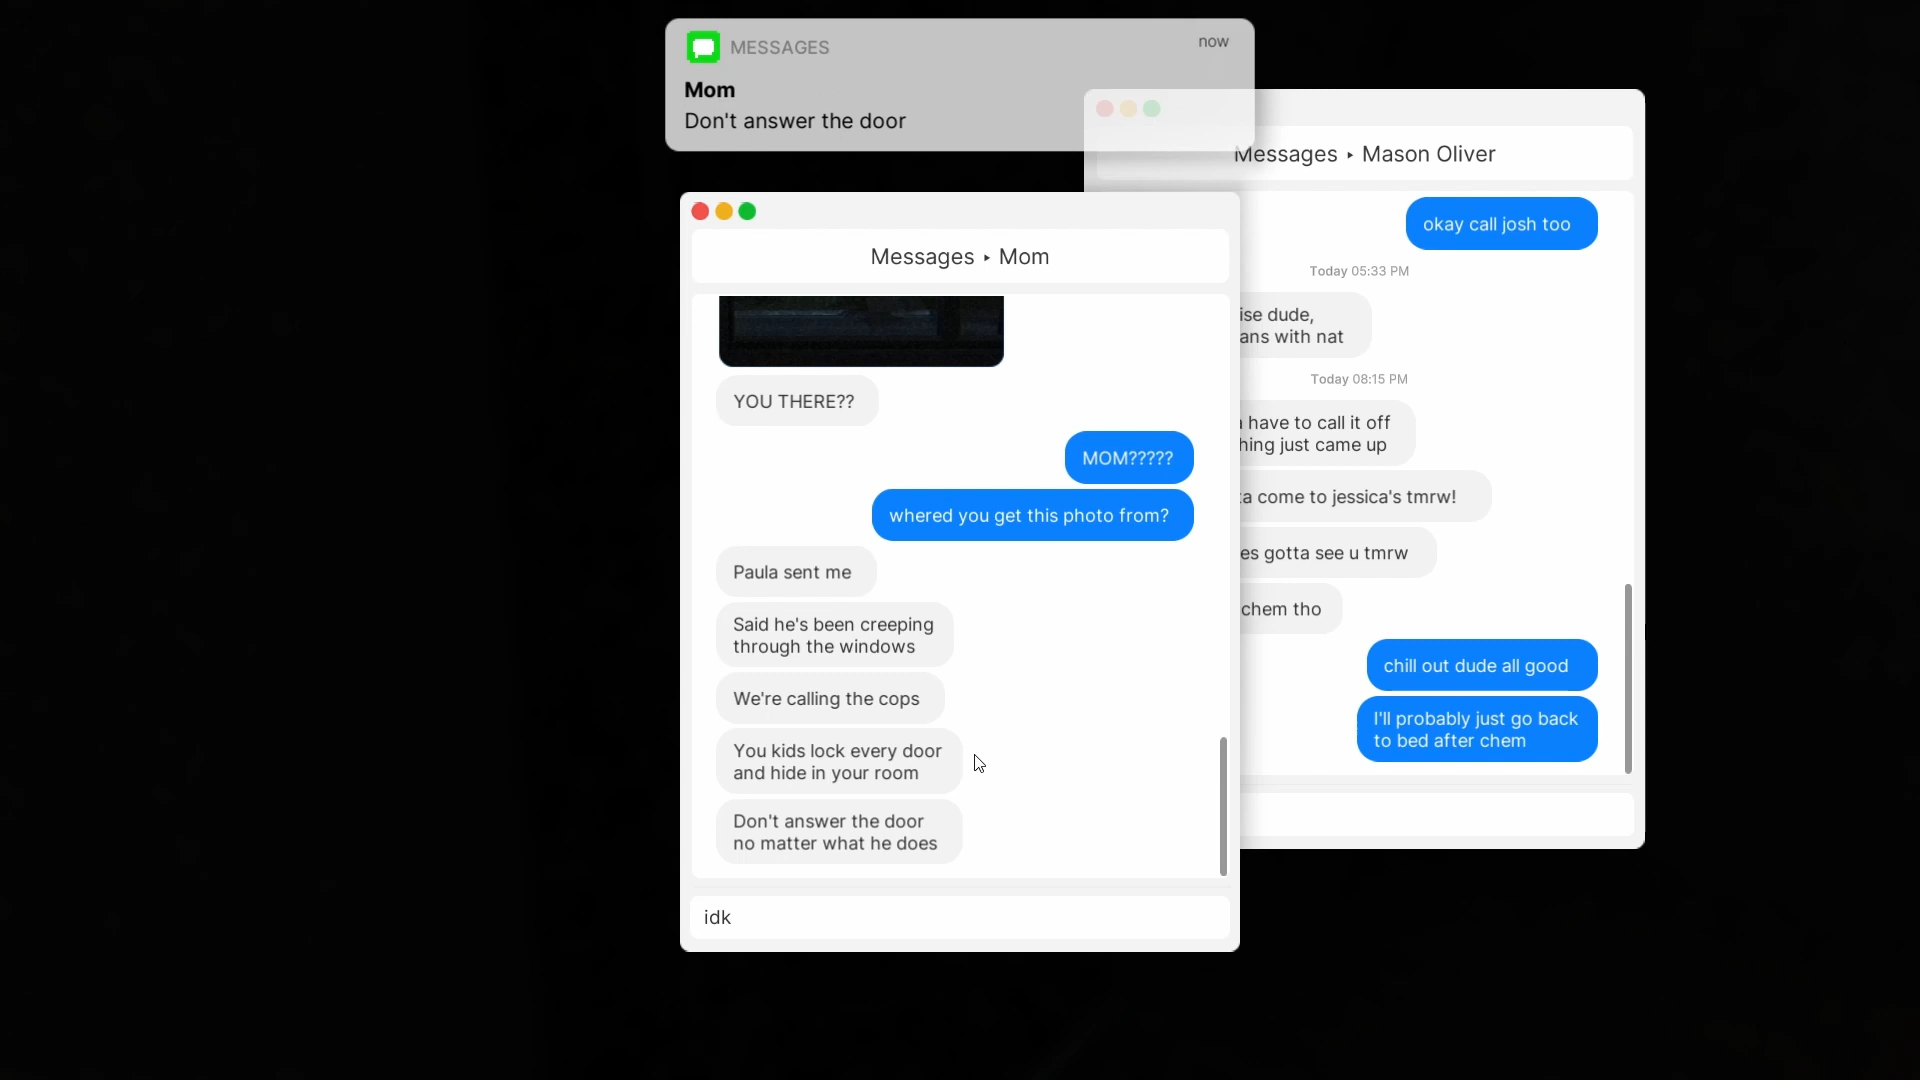 MESSAGES
now
Mom
Don't answer the door
Messages ▸ Mom
YOU THERE??
MOM?????
whered you get this photo from?
Paula sent me
Said he's been creeping
through the windows
We're calling the cops
You kids lock every door
and hide in your room
Don't answer the door
no matter what he does
idk
Messages ▸ Mason Oliver
okay call josh too
Today 05:33 PM
dude,
with nat
Today 08:15 PM
have to call it off
just came up
come to jessica's tmrw!
gotta see u tmrw
chem tho
chill out dude all good
I'll probably just go back
to bed after chem